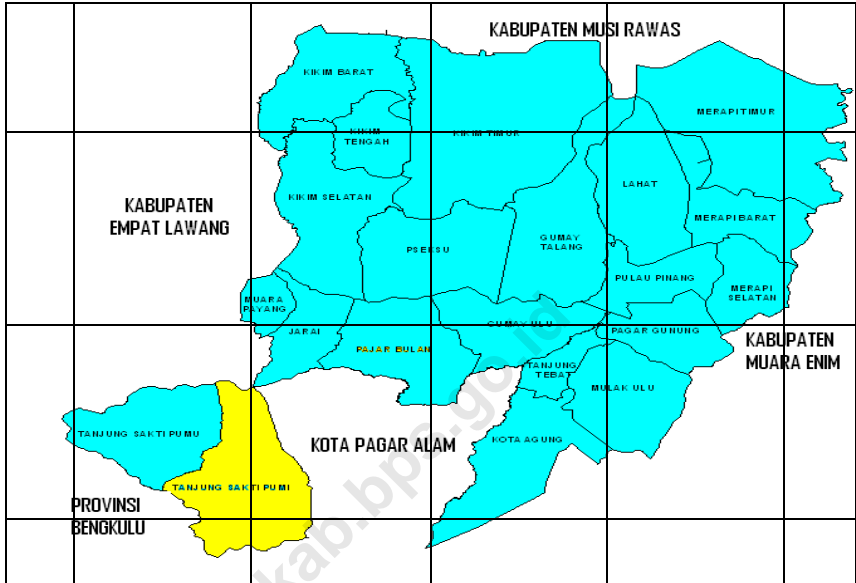 KABUPATEN MUSI RAWAS
KIKIM BARAT
MERAPI TIMUR
KIKIM
TENGAH
KIKIM TIMUR
LAHAT
KIKIM SELATAN
KABUPATEN
EMPAT LAWANG
MERAPI BARAT
PSEKSU
GUMAY
TALANG
PULAU PINANG
MERAPI
SELATAN
MUARA
PAYANG
JARAI
GUMAY ULU
PAGAR GUNUNG
KABUPATEN
MUARA ENIM
PAJAR BULAN
TANJUNG
TEBAT
MULAK ULU
TANJUNG SAKTI PUMU
KOTA PAGAR ALAM
KOTA AGUNG
TANJUNG SAKTI PUMI
PROVINSI
BENGKULU
kab.bps.go.id